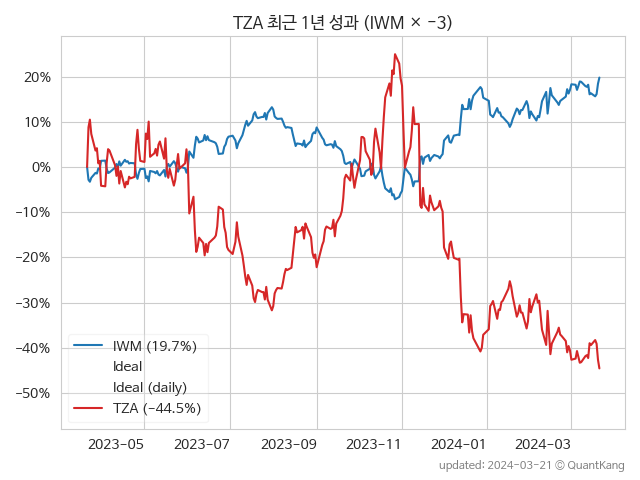 TZA 최근 1년 성과 (IWM × −3)
20%
10%
0%
−10%
−20%
−30%
−40%
−50%
IWM (19.7%)
Ideal
Ideal (daily)
TZA (−44.5%)
2023−05 2023−07 2023−09 2023−11 2024−01 2024−03
updated: 2024-03-21 © QuantKang